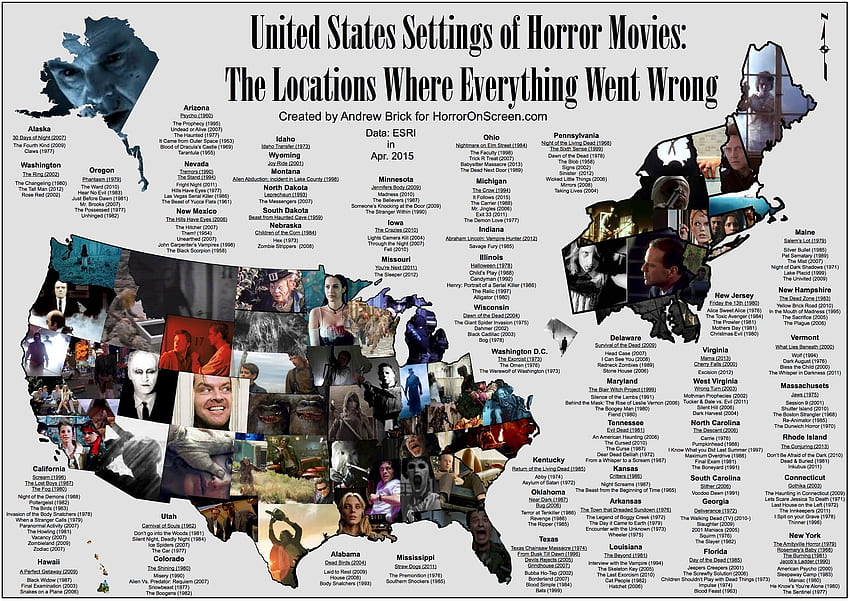 United States Settings of Horror Movies:
The Locations Where Everything Went Wrong
Created by Andrew Brick for HorrorOnScreen.com
Data: ESRI
in
Apr. 2015
N
Alaska
30 Days of Night (2007)
The Fourth Kind (2009)
Claws (1977)
Washington
The Ring (2002)
The Changeling (1980)
The Tall Man (2012)
Rose Red (2002)
Oregon
Phantasm (1979)
The Ward (2010)
Hear No Evil (1993)
Just Before Dawn (1981)
Mr. Brooks (2007)
The Possessed (1977)
Unhinged (1982)
Arizona
Psycho (1960)
The Prophecy (1995)
Undead or Alive (2007)
The Haunted (1977)
It Came from Outer Space (1953)
Blood of Dracula's Castle (1969)
Tarantula (1955)
Nevada
Tremors (1990)
The Stand (1994)
Fright Night (2011)
Hills Have Eyes (1977)
Las Vegas Serial Killer (1986)
The Beast of Yucca Flats (1961)
New Mexico
The Hills Have Eyes (2006)
The Hitcher (2007)
Them! (1954)
Unearthed (2007)
John Carpenter's Vampires (1998)
The Black Scorpion (1958)
Idaho
Idaho Transfer (1973)
Wyoming
Joy Ride (2001)
Montana
Alien Abduction: Incident in Lake County (1998)
North Dakota
Leprechaun (1993)
The Messengers (2007)
South Dakota
Beast from Haunted Cave (1959)
Nebraska
Children of the Corn (1984)
Hex (1973)
Zombie Strippers (2008)
Minnesota
Jennifers Body (2009)
Madness (2010)
The Believers (1987)
Someone's Knocking at the Door (2009)
The Stranger Within (1990)
Iowa
The Crazies (2010)
Lights Camera Kill (2004)
Through the Night (2007)
Fell (2010)
Missouri
You're Next (2011)
The Sleeper (2012)
Ohio
Nightmare on Elm Street (1984)
The Faculty (1998)
Trick R Treat (2007)
Babysitter Massacre (2013)
The Dead Next Door (1989)
Michigan
The Crow (1994)
It Follows (2015)
The Carrier (1988)
Mr. Jingles (2006)
Exit 33 (2011)
The Demon Love (1977)
Indiana
Abraham Lincoln: Vampire Hunter (2012)
Savage Fury (1985)
Illinois
Halloween (1978)
Child's Play (1988)
Candyman (1992)
Henry: Portrait of a Serial Killer (1986)
The Relic (1997)
Alligator (1980)
Wisconsin
Dawn of the Dead (2004)
The Giant Spider Invasion (1975)
Dahmer (2002)
Black Cadillac (2003)
Bog (1978)
Washington D.C.
The Exorcist (1973)
The Omen (1976)
The Werewolf of Washington (1973)
Pennsylvania
Night of the Living Dead (1968)
The Sixth Sense (1999)
Dawn of the Dead (1978)
The Blob (1958)
Signs (2002)
Sinister (2012)
Wicked Little Things (2006)
Mirrors (2008)
Taking Lives (2004)
Maine
Salem's Lot (1979)
Silver Bullet (1985)
Pet Sematary (1989)
The Mist (2007)
Night of Dark Shadows (1971)
Lake Placid (1999)
The Uninvited (2009)
New Jersey
Friday the 13th (1980)
Alice Sweet Alice (1976)
The Toxic Avenger (1984)
The Prowler (1981)
Mothers Day (1981)
Christmas Evil (1980)
New Hampshire
The Dead Zone (1983)
Yellow Brick Road (2010)
In the Mouth of Madness (1995)
The Sacrifice (2005)
The Plague (2006)
Delaware
Survival of the Dead (2009)
Head Case (2007)
I Can See You (2008)
Redneck Zombies (1989)
Stone House (2006)
Virginia
Mama (2013)
Cherry Falls (2000)
Excision (2012)
Vermont
What Lies Beneath (2000)
Wolf (1994)
Dark August (1976)
Bless the Child (2000)
The Whisper in Darkness (2011)
Maryland
The Blair Witch Project (1999)
Silence of the Lambs (1991)
Behind the Mask: The Rise of Leslie Vernon (2006)
The Boogey Man (1980)
Fiend (1980)
West Virginia
Wrong Turn (2003)
Mothman Prophecies (2002)
Tucker & Dale vs. Evil (2011)
Silent Hill (2006)
Dark Harvest (2004)
Massachusets
Jaws (1975)
Session 9 (2001)
Shutter Island (2010)
The Boston Strangler (1968)
Re-Animator (1985)
The Dunwich Horror (1970)
Tennessee
Evil Dead (1981)
An American Haunting (2006)
The Cursed (2010)
The Curse (1987)
Dear Dead Delilah (1972)
From a Whisper to a Scream (1987)
North Carolina
The Descent (2006)
Carrie (1976)
Pumpkinhead (1988)
I Know What You Did Last Summer (1997)
Maximum Overdrive (1986)
Final Exam (1981)
The Boneyard (1991)
Rhode Island
The Conjuring (2013)
Don't Be Afraid of the Dark (2010)
Dead & Buried (1981)
Inkubus (2011)
Kentucky
Return of the Living Dead (1985)
Abby (1974)
Asylum of Satan (1972)
Kansas
Critters (1986)
Night Screams (1987)
The Beast from the Beginning of Time (1965)
South Carolina
Slither (2006)
Voodoo Dawn (1991)
Connecticut
Gothika (2003)
The Haunting in Connecticut (2009)
Lets Scare Jessica To Death (1971)
Last House on the Left (1972)
The Innkeepers (2011)
I Spit on your Grave (1978)
Thinner (1996)
California
Scream (1996)
The Lost Boys (1987)
The Fog (1980)
Night of the Demons (1988)
Poltergeist (1982)
The Birds (1963)
Invasion of the Body Snatchers (1978)
When a Stranger Calls (1979)
Paranormal Activity (2007)
The Howling (1981)
Vacancy (2007)
Zombieland (2009)
Zodiac (2007)
Hawaii
A Perfect Getaway (2009)
Black Widow (1987)
Final Examination (2003)
Snakes on a Plane (2006)
Utah
Carnival of Souls (1962)
Don't go into the Woods (1981)
Silent Night, Deadly Night (1984)
Ice Spiders (2007)
The Car (1977)
Colorado
The Shining (1980)
Misery (1990)
Alien Vs. Predator: Requiem (2007)
Snowbeast (1977)
The Boogens (1982)
Alabama
Dead Birds (2004)
Laid to Rest (2009)
House (2008)
Body Snatchers (1993)
Mississippi
Straw Dogs (2011)
The Premonition (1976)
Southern Shockers (1985)
Oklahoma
Near Dark (1987)
Bug (2006)
Terror at Tenkiller (1986)
Revenge (1986)
The Ripper (1985)
Arkansas
The Town that Dreaded Sundown (1976)
The Legend of Boggy Creek (1972)
The Day it Came to Earth (1979)
Encounter with the Unknown (1973)
Wheeler (1975)
Georgia
Deliverance (1972)
The Walking Dead (TV) (2010-)
Slaughter (2009)
2001 Maniacs (2005)
Squirm (1976)
The Slayer (1982)
Texas
Texas Chainsaw Massacre (1974)
From Dusk Till Dawn (1996)
Devils Rejects (2005)
Grindhouse (2007)
Bubba Ho-Tep (2002)
Borderland (2007)
Blood Simple (1984)
Bats (1999)
Louisiana
The Beyond (1981)
Interview with the Vampire (1994)
The Skeleton Key (2005)
The Last Exorcism (2010)
Cat People (1982)
Hatchet (2006)
Florida
Day of the Dead (1985)
Jeepers Creepers (2001)
The Screwfly Solution (2006)
Children Shouldn't Play with Dead Things (1973)
Impulse (1974)
Blood Feast (1963)
New York
The Amityville Horror (1979)
Rosemary's Baby (1968)
The Burning (1981)
Jacob's Ladder (1990)
American Psycho (2000)
Sleepaway Camp (1983)
Maniac (1980)
He Know's You're Alone (1980)
The Sentinel (1977)